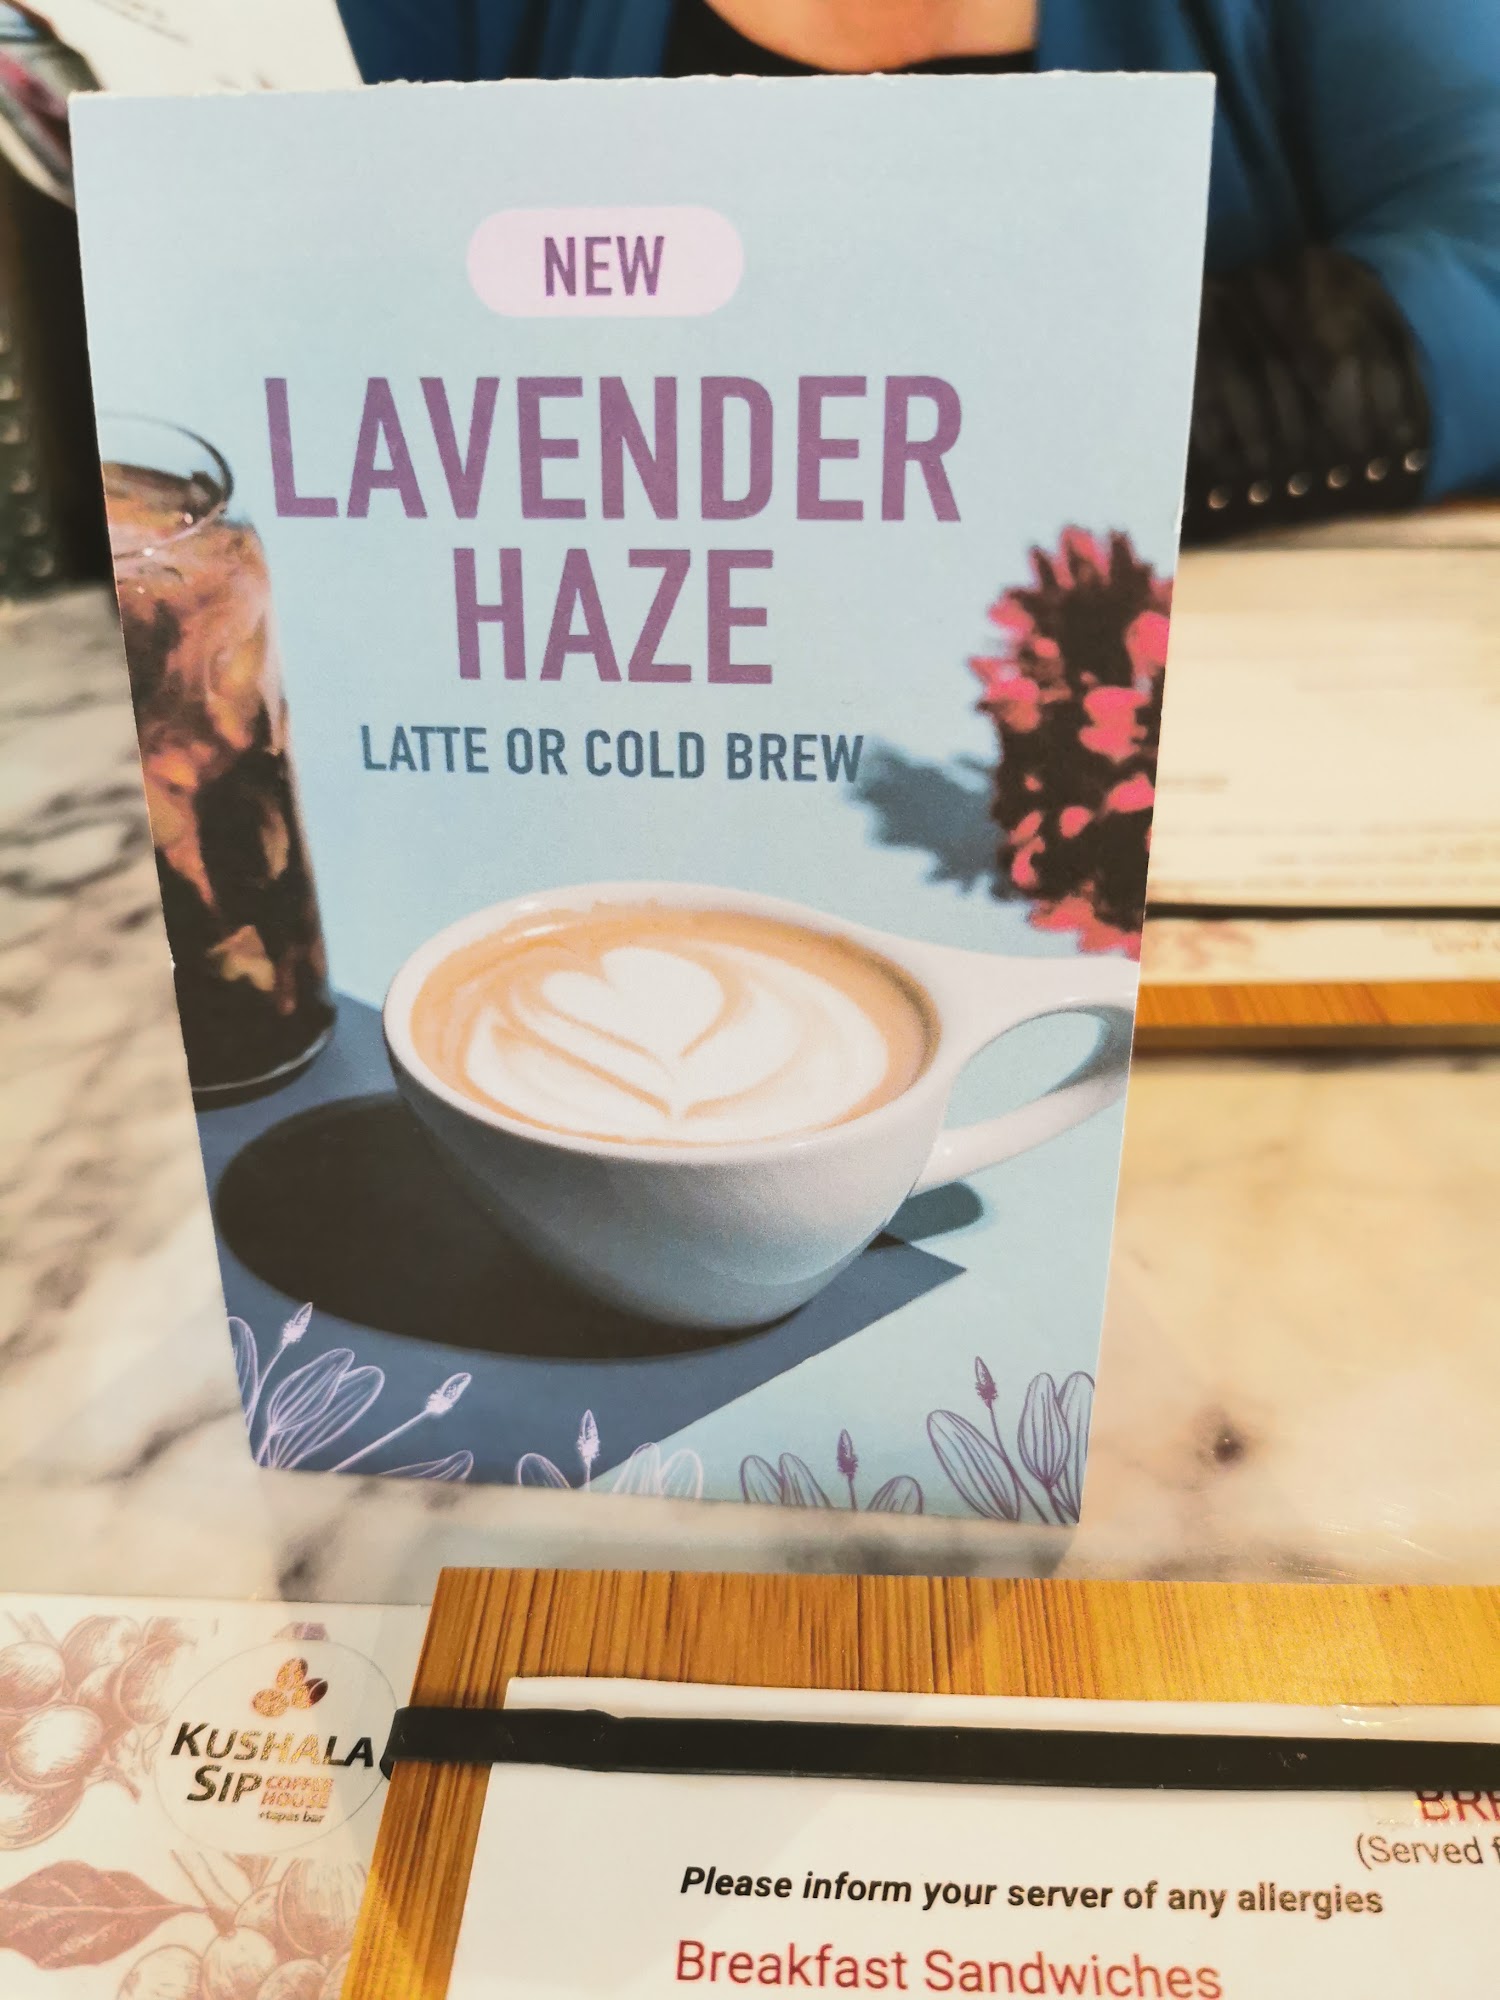 NEW
LAVENDER
HAZE
LATTE OR COLD BREW
KUSHALA
SIP COFFEE
HOUSE
+tapas bar
(Served
Please inform your server of any allergies
Breakfast Sandwiches